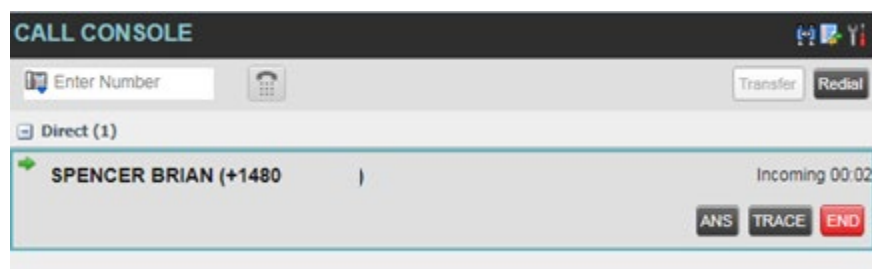 CALL CONSOLE
Enter Number
Transfer Redial
Direct (1)
SPENCER BRIAN (+1480 )
Incoming 00:02
ANS TRACE END